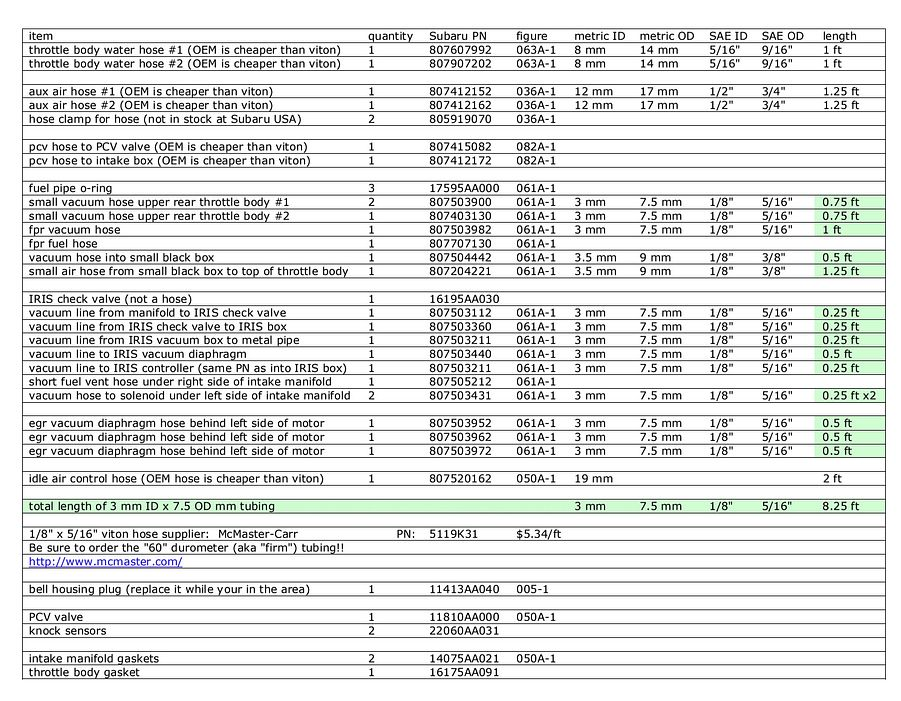 item quantity Subaru PN figure metric ID metric OD SAE ID SAE OD length
throttle body water hose #1 (OEM is cheaper than viton) 1 807607992 063A-1 8 mm 14 mm 5/16" 9/16" 1 ft
throttle body water hose #2 (OEM is cheaper than viton) 1 807907202 063A-1 8 mm 14 mm 5/16" 9/16" 1 ft
aux air hose #1 (OEM is cheaper than viton) 1 807412152 036A-1 12 mm 17 mm 1/2" 3/4" 1.25 ft
aux air hose #2 (OEM is cheaper than viton) 1 807412162 036A-1 12 mm 17 mm 1/2" 3/4" 1.25 ft
hose clamp for hose (not in stock at Subaru USA) 2 805919070 036A-1
pcv hose to PCV valve (OEM is cheaper than viton) 1 807415082 082A-1
pcv hose to intake box (OEM is cheaper than viton) 1 807412172 082A-1
fuel pipe o-ring 3 17595AA000 061A-1
small vacuum hose upper rear throttle body #1 2 807503900 061A-1 3 mm 7.5 mm 1/8" 5/16" 0.75 ft
small vacuum hose upper rear throttle body #2 1 807403130 061A-1 3 mm 7.5 mm 1/8" 5/16" 0.75 ft
fpr vacuum hose 1 807503982 061A-1 3 mm 7.5 mm 1/8" 5/16" 1 ft
fpr fuel hose 1 807707130 061A-1
vacuum hose into small black box 1 807504442 061A-1 3.5 mm 9 mm 1/8" 3/8" 0.5 ft
small air hose from small black box to top of throttle body 1 807204221 061A-1 3.5 mm 9 mm 1/8" 3/8" 1.25 ft
IRIS check valve (not a hose) 1 16195AA030
vacuum line from manifold to IRIS check valve 1 807503112 061A-1 3 mm 7.5 mm 1/8" 5/16" 0.25 ft
vacuum line from IRIS check valve to IRIS box 1 807503360 061A-1 3 mm 7.5 mm 1/8" 5/16" 0.25 ft
vacuum line from IRIS vacuum box to metal pipe 1 807503211 061A-1 3 mm 7.5 mm 1/8" 5/16" 0.25 ft
vacuum line to IRIS vacuum diaphragm 1 807503440 061A-1 3 mm 7.5 mm 1/8" 5/16" 0.5 ft
vacuum line to IRIS controller (same PN as into IRIS box) 1 807503211 061A-1 3 mm 7.5 mm 1/8" 5/16" 0.25 ft
short fuel vent hose under right side of intake manifold 1 807505212 061A-1
vacuum hose to solenoid under left side of intake manifold 2 807503431 061A-1 3 mm 7.5 mm 1/8" 5/16" 0.25 ft x2
egr vacuum diaphragm hose behind left side of motor 1 807503952 061A-1 3 mm 7.5 mm 1/8" 5/16" 0.5 ft
egr vacuum diaphragm hose behind left side of motor 1 807503962 061A-1 3 mm 7.5 mm 1/8" 5/16" 0.5 ft
egr vacuum diaphragm hose behind left side of motor 1 807503972 061A-1 3 mm 7.5 mm 1/8" 5/16" 0.5 ft
idle air control hose (OEM hose is cheaper than viton) 1 807520162 050A-1 19 mm 2 ft
total length of 3 mm ID x 7.5 OD mm tubing 3 mm 7.5 mm 1/8" 5/16" 8.25 ft
1/8" x 5/16" viton hose supplier: McMaster-Carr PN: 5119K31 $5.34/ft
Be sure to order the "60" durometer (aka "firm") tubing!!
http://www.mcmaster.com/
bell housing plug (replace it while your in the area) 1 11413AA040 005-1
PCV valve 1 11810AA000 050A-1
knock sensors 2 22060AA031
intake manifold gaskets 2 14075AA021 050A-1
throttle body gasket 1 16175AA091